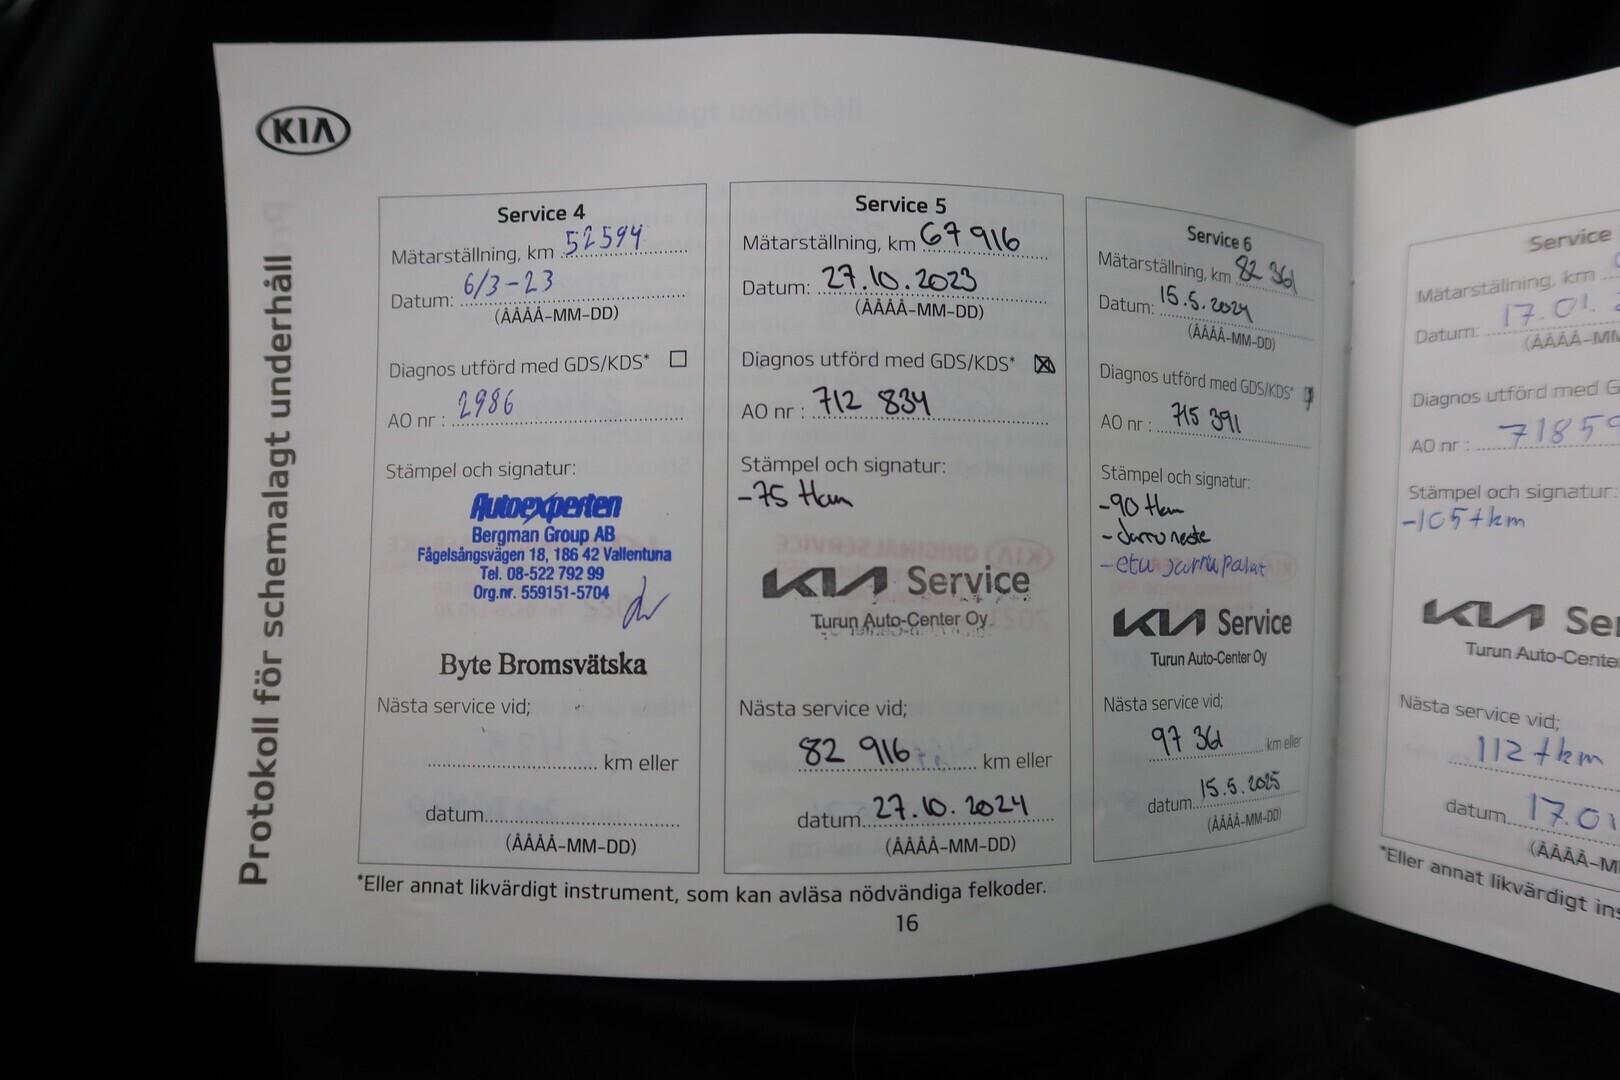 KIA
Protokoll för schemalagt underhåll
Service 4
Mätarställning, km 52594
Datum: 6/3-23
(ÅÅÅÅ-MM-DD)
Diagnos utförd med GDS/KDS*
AO nr : 2986
Stämpel och signatur:
Autoexperten
Bergman Group AB
Fågelsångsvägen 18, 186 42 Vallentuna
Tel. 08-522 792 99
Org.nr. 559151-5704
Byte Bromsvätska
Nästa service vid;
km eller
datum
(ÅÅÅÅ-MM-DD)
Service 5
Mätarställning, km 67 916
Datum: 27.10.2023
(ÅÅÅÅ-MM-DD)
Diagnos utförd med GDS/KDS*
AO nr : 712 834
Stämpel och signatur:
-75 tkm
KIA Service
Turun Auto-Center Oy
Nästa service vid;
82 916 km eller
datum 27.10.2024
(ÅÅÅÅ-MM-DD)
Service 6
Mätarställning, km 82 361
Datum: 15.5.2024
(ÅÅÅÅ-MM-DD)
Diagnos utförd med GDS/KDS*
AO nr : 715 391
Stämpel och signatur:
-90 tkm
-Jarruneste
-etu jarrupalat
KIA Service
Turun Auto-Center Oy
Nästa service vid;
97 361 km eller
datum 15.5.2025
(ÅÅÅÅ-MM-DD)
*Eller annat likvärdigt instrument, som kan avläsa nödvändiga felkoder.
16
Service
Mätarställning, km
Datum: 17.01.
(ÅÅÅÅ-MM
Diagnos utförd med G
AO nr : 7185
Stämpel och signatur:
-105 tkm
KIA Se
Turun Auto-Cente
Nästa service vid;
112 tkm
datum 17.01
(ÅÅÅÅ-M
*Eller annat likvärdigt ins